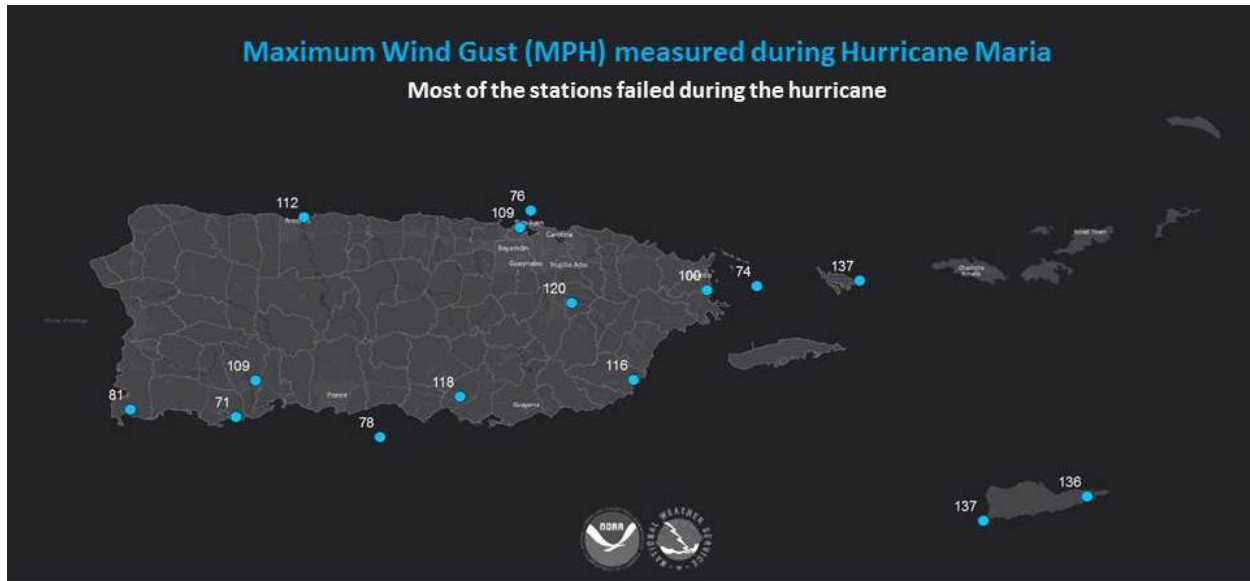 Maximum Wind Gust (MPH) measured during Hurricane Maria
Most of the stations failed during the hurricane
76
112
109
Carolina
Bayamón
Guaynabo Trujillo Alto
100
74
137
120
109
116
81
71
Ponce
118
Guayama
78
136
137
NOAA
NATIONAL WEATHER SERVICE